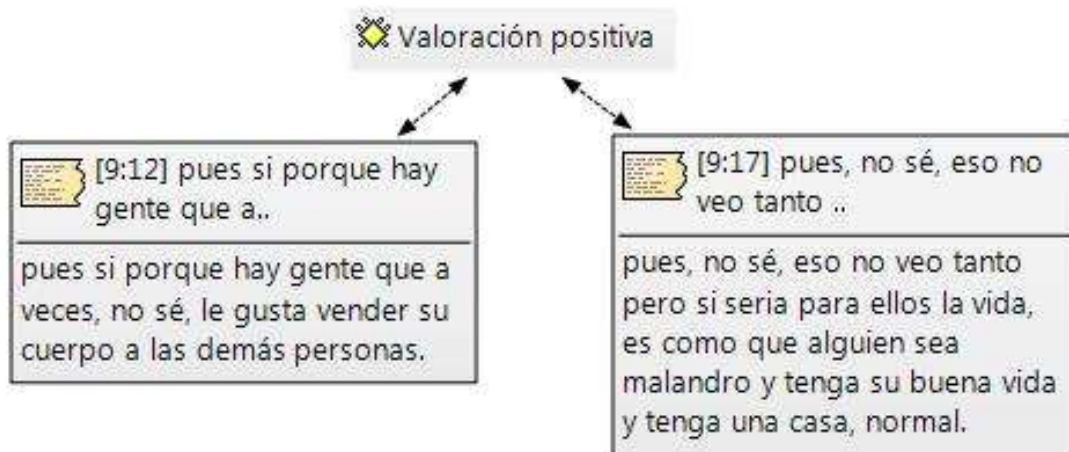 Valoración positiva
[9:12] pues si porque hay
gente que a..
pues si porque hay gente que a
veces, no sé, le gusta vender su
cuerpo a las demás personas.
[9:17] pues, no sé, eso no
veo tanto ..
pues, no sé, eso no veo tanto
pero si seria para ellos la vida,
es como que alguien sea
malandro y tenga su buena vida
y tenga una casa, normal.